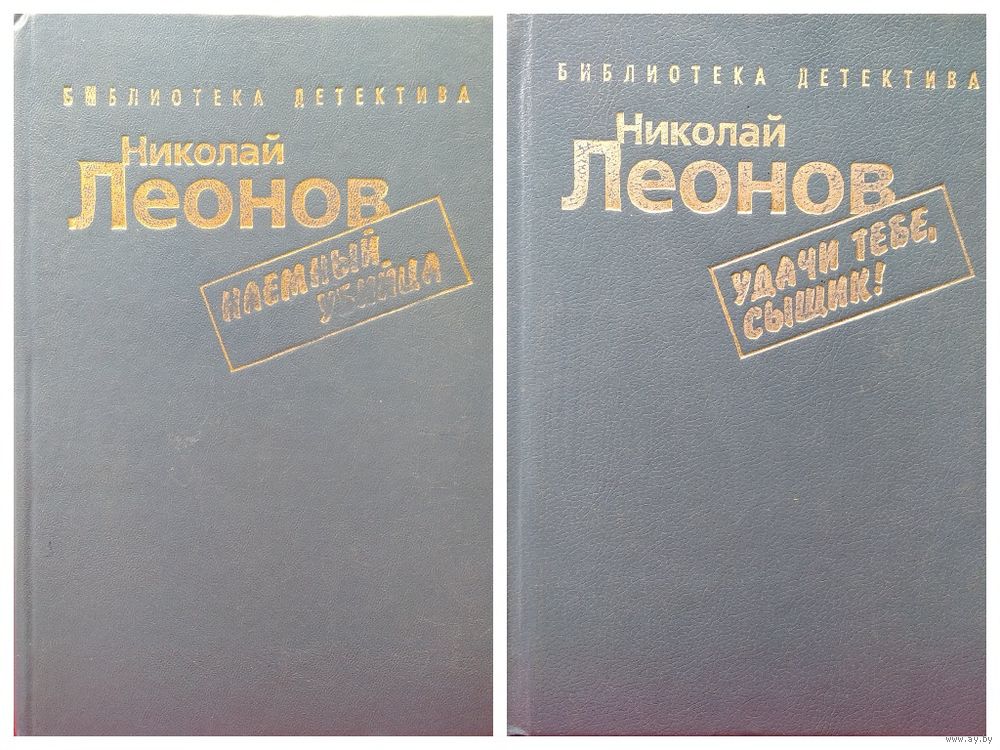 БИБЛИОТЕКА ДЕТЕКТИВА
Николай
Леонов
НАЕМНЫЙ
УБИЙЦА
БИБЛИОТЕКА ДЕТЕКТИВА
Николай
Леонов
УДАЧИ ТЕБЕ,
СЫЩИК!
www.ay.by